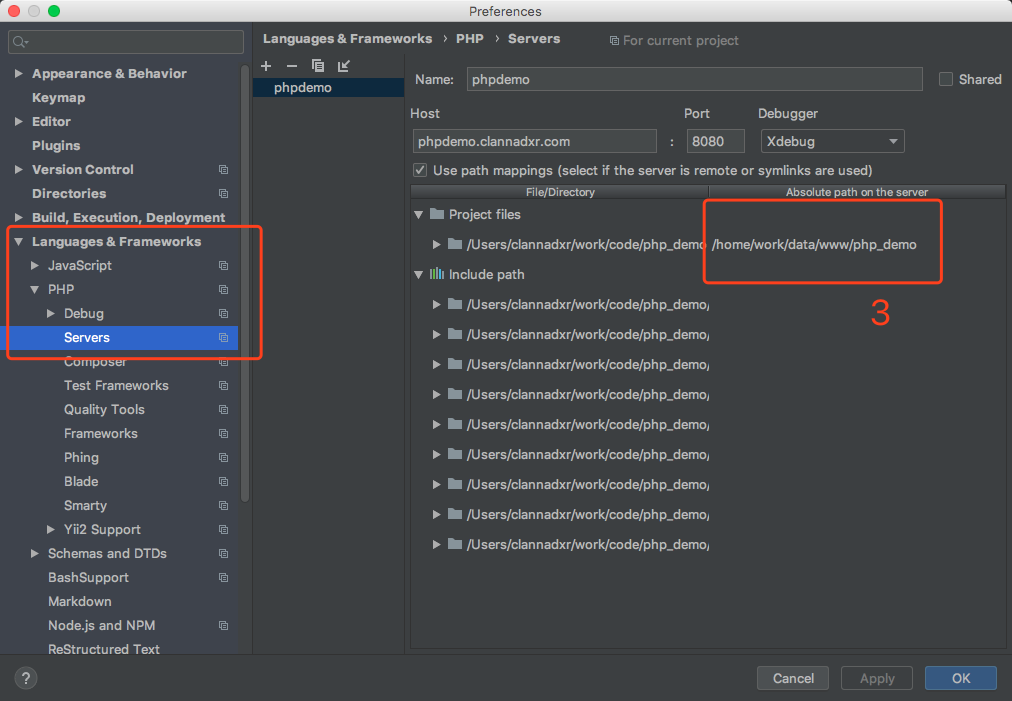 Preferences
Languages & Frameworks › PHP › Servers For current project
Appearance & Behavior
Keymap
Editor
Plugins
Version Control
Directories
Build, Execution, Deployment
Languages & Frameworks
JavaScript
PHP
Debug
Servers
Composer
Test Frameworks
Quality Tools
Frameworks
Phing
Blade
Smarty
Yii2 Support
Schemas and DTDs
BashSupport
Markdown
Node.js and NPM
ReStructured Text
phpdemo
Name: phpdemo Shared
Host Port Debugger
phpdemo.clannadxr.com : 8080 Xdebug
Use path mappings (select if the server is remote or symlinks are used)
File/Directory Absolute path on the server
Project files
/Users/clannadxr/work/code/php_demo /home/work/data/www/php_demo
Include path
3
/Users/clannadxr/work/code/php_demo/
/Users/clannadxr/work/code/php_demo/
/Users/clannadxr/work/code/php_demo/
/Users/clannadxr/work/code/php_demo/
/Users/clannadxr/work/code/php_demo/
/Users/clannadxr/work/code/php_demo/
/Users/clannadxr/work/code/php_demo/
/Users/clannadxr/work/code/php_demo/
/Users/clannadxr/work/code/php_demo/
? Cancel Apply OK